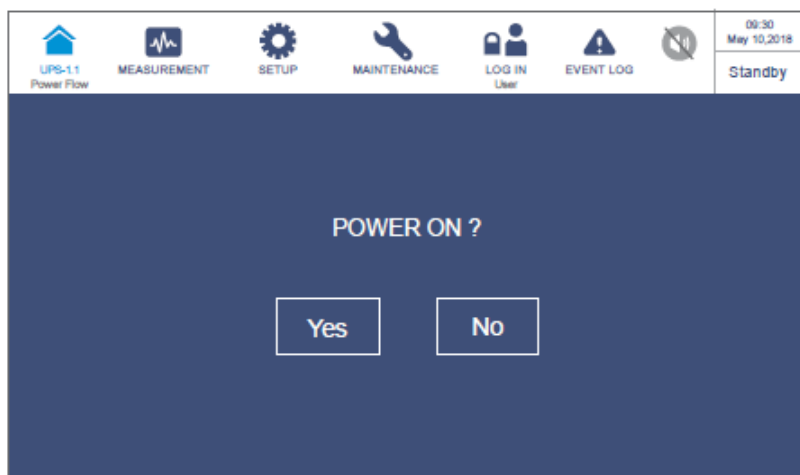 UPS-1.1
Power Flow
MEASUREMENT
SETUP
MAINTENANCE
LOG IN
User
EVENT LOG
09:30
May 10,2018
Standby
POWER ON ?
Yes
No